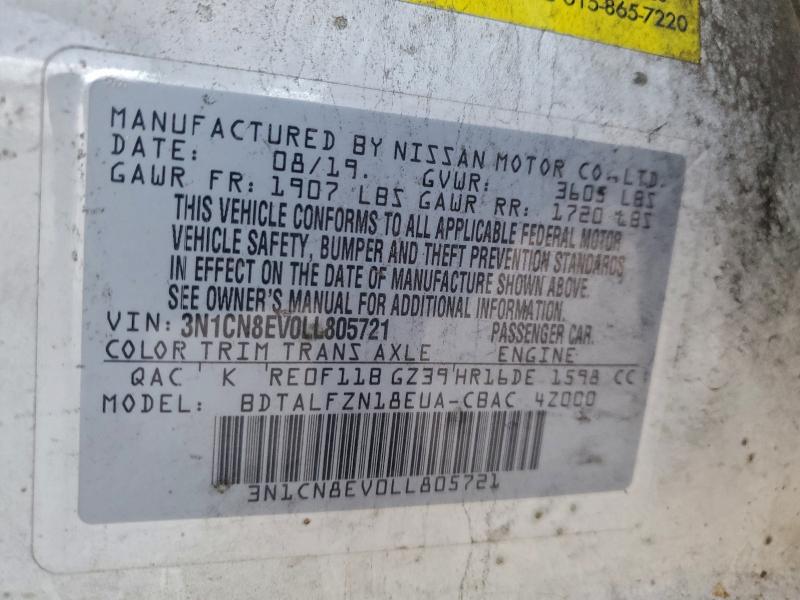 615-865-7220
MANUFACTURED BY NISSAN MOTOR CO.,LTD.
DATE: 08/19. GVWR: 3605 LBS
GAWR FR: 1907 LBS GAWR RR: 1720 LBS
THIS VEHICLE CONFORMS TO ALL APPLICABLE FEDERAL MOTOR
VEHICLE SAFETY, BUMPER AND THEFT PREVENTION STANDARDS
IN EFFECT ON THE DATE OF MANUFACTURE SHOWN ABOVE.
SEE OWNER'S MANUAL FOR ADDITIONAL INFORMATION.
VIN: 3N1CN8EV0LL805721 PASSENGER CAR.
COLOR TRIM TRANS AXLE ENGINE
QAC K RE0F11B GZ39 HR16DE 1598 CC
MODEL: BDTALFZN18EUA-CBAC 4Z000
3N1CN8EV0LL805721